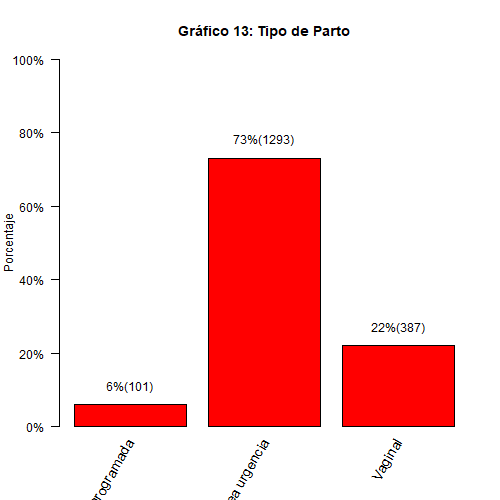 Gráfico 13: Tipo de Parto
Porcentaje
100%
80%
60%
40%
20%
0%
6%(101)
73%(1293)
22%(387)
programada
urgencia
Vaginal